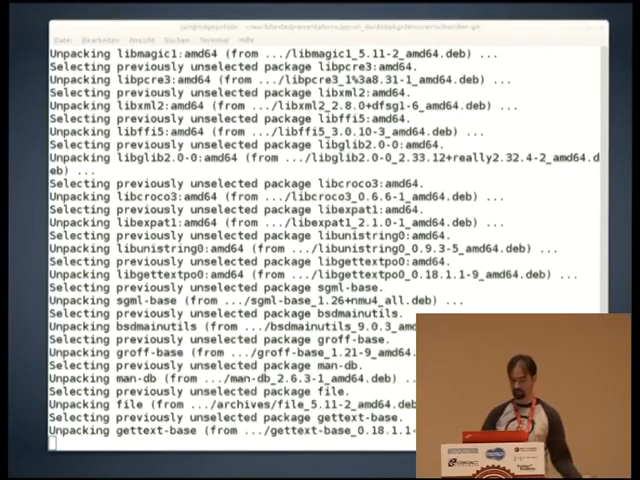 Datei Bearbeiten Ansicht Suchen Terminal Hilfe
Unpacking libmagic1:amd64 (from .../libmagic1_5.11-2_amd64.deb) ...
Selecting previously unselected package libpcre3:amd64.
Unpacking libpcre3:amd64 (from .../libpcre3_1%3a8.31-1_amd64.deb) ...
Selecting previously unselected package libxml2:amd64.
Unpacking libxml2:amd64 (from .../libxml2_2.8.0+dfsg1-6_amd64.deb) ...
Selecting previously unselected package libffi5:amd64.
Unpacking libffi5:amd64 (from .../libffi5_3.0.10-3_amd64.deb) ...
Selecting previously unselected package libglib2.0-0:amd64.
Unpacking libglib2.0-0:amd64 (from .../libglib2.0-0_2.33.12+really2.32.4-2_amd64.d
eb) ...
Selecting previously unselected package libcroco3:amd64.
Unpacking libcroco3:amd64 (from .../libcroco3_0.6.6-1_amd64.deb) ...
Selecting previously unselected package libexpat1:amd64.
Unpacking libexpat1:amd64 (from .../libexpat1_2.1.0-1_amd64.deb) ...
Selecting previously unselected package libunistring0:amd64.
Unpacking libunistring0:amd64 (from .../libunistring0_0.9.3-5_amd64.deb) ...
Selecting previously unselected package libgettextpo0:amd64.
Unpacking libgettextpo0:amd64 (from .../libgettextpo0_0.18.1.1-9_amd64.deb) ...
Selecting previously unselected package sgml-base.
Unpacking sgml-base (from .../sgml-base_1.26+nmu4_all.deb) ...
Selecting previously unselected package bsdmainutils.
Unpacking bsdmainutils (from .../bsdmainutils_9.0.3_am
Selecting previously unselected package groff-base.
Unpacking groff-base (from .../groff-base_1.21-9_amd64.
Selecting previously unselected package man-db.
Unpacking man-db (from .../man-db_2.6.3-1_amd64.deb) ..
Selecting previously unselected package file.
Unpacking file (from .../archives/file_5.11-2_amd64.deb
Selecting previously unselected package gettext-base.
Unpacking gettext-base (from .../gettext-base_0.18.1.1-
CONTACT